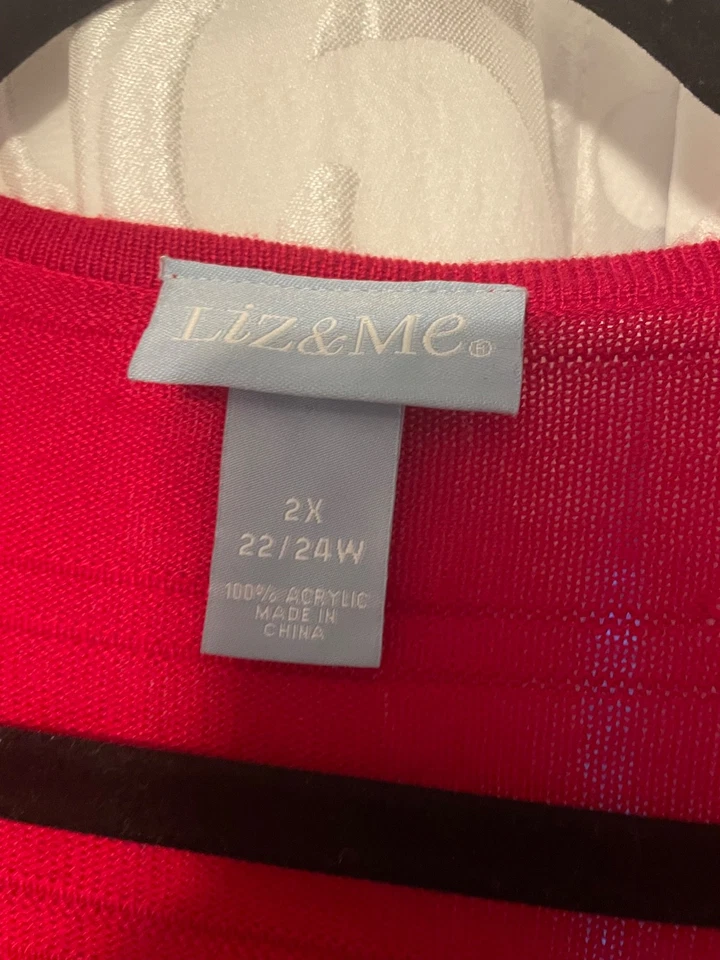 Liz&Me®
2X
22/24W
100% ACRYLIC
MADE IN
CHINA